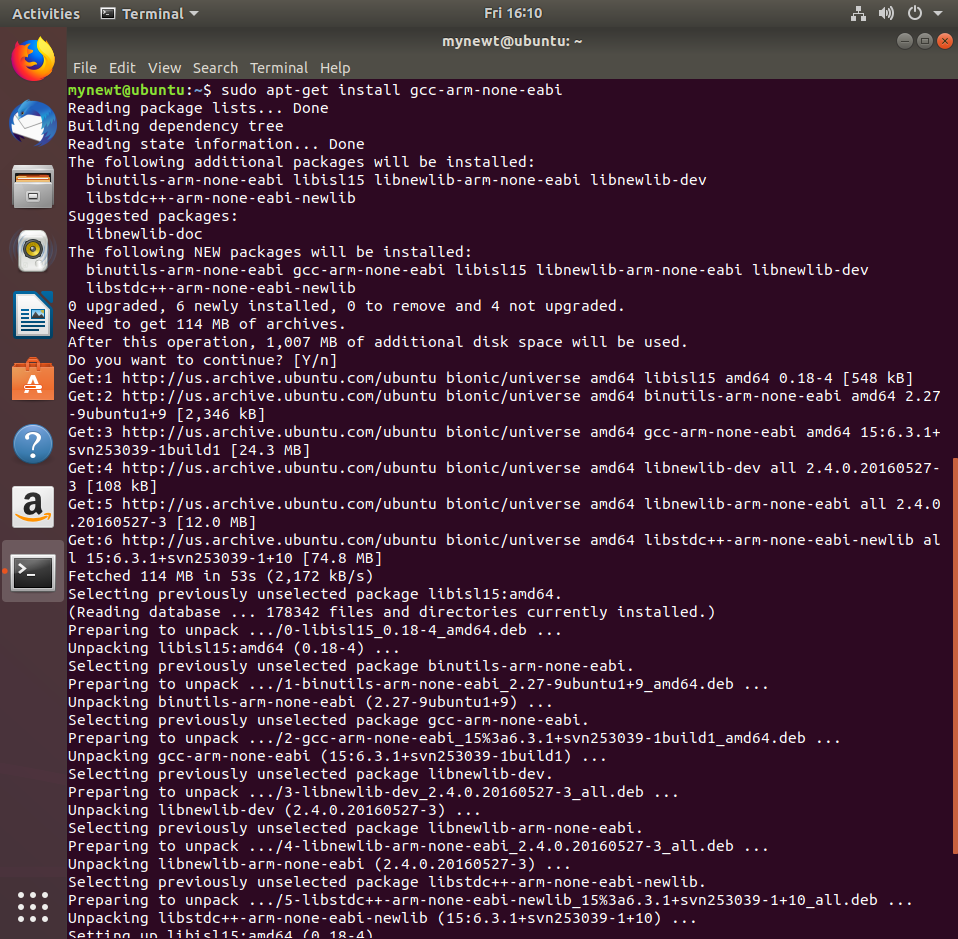 Activities Terminal Fri 16:10
mynewt@ubuntu: ~
File Edit View Search Terminal Help
mynewt@ubuntu:~$ sudo apt-get install gcc-arm-none-eabi
Reading package lists... Done
Building dependency tree
Reading state information... Done
The following additional packages will be installed:
  binutils-arm-none-eabi libisl15 libnewlib-arm-none-eabi libnewlib-dev
  libstdc++-arm-none-eabi-newlib
Suggested packages:
  libnewlib-doc
The following NEW packages will be installed:
  binutils-arm-none-eabi gcc-arm-none-eabi libisl15 libnewlib-arm-none-eabi libnewlib-dev
  libstdc++-arm-none-eabi-newlib
0 upgraded, 6 newly installed, 0 to remove and 4 not upgraded.
Need to get 114 MB of archives.
After this operation, 1,007 MB of additional disk space will be used.
Do you want to continue? [Y/n]
Get:1 http://us.archive.ubuntu.com/ubuntu bionic/universe amd64 libisl15 amd64 0.18-4 [548 kB]
Get:2 http://us.archive.ubuntu.com/ubuntu bionic/universe amd64 binutils-arm-none-eabi amd64 2.27
-9ubuntu1+9 [2,346 kB]
Get:3 http://us.archive.ubuntu.com/ubuntu bionic/universe amd64 gcc-arm-none-eabi amd64 15:6.3.1+
svn253039-1build1 [24.3 MB]
Get:4 http://us.archive.ubuntu.com/ubuntu bionic/universe amd64 libnewlib-dev all 2.4.0.20160527-
3 [108 kB]
Get:5 http://us.archive.ubuntu.com/ubuntu bionic/universe amd64 libnewlib-arm-none-eabi all 2.4.0
.20160527-3 [12.0 MB]
Get:6 http://us.archive.ubuntu.com/ubuntu bionic/universe amd64 libstdc++-arm-none-eabi-newlib al
l 15:6.3.1+svn253039-1+10 [74.8 MB]
Fetched 114 MB in 53s (2,172 kB/s)
Selecting previously unselected package libisl15:amd64.
(Reading database ... 178342 files and directories currently installed.)
Preparing to unpack .../0-libisl15_0.18-4_amd64.deb ...
Unpacking libisl15:amd64 (0.18-4) ...
Selecting previously unselected package binutils-arm-none-eabi.
Preparing to unpack .../1-binutils-arm-none-eabi_2.27-9ubuntu1+9_amd64.deb ...
Unpacking binutils-arm-none-eabi (2.27-9ubuntu1+9) ...
Selecting previously unselected package gcc-arm-none-eabi.
Preparing to unpack .../2-gcc-arm-none-eabi_15%3a6.3.1+svn253039-1build1_amd64.deb ...
Unpacking gcc-arm-none-eabi (15:6.3.1+svn253039-1build1) ...
Selecting previously unselected package libnewlib-dev.
Preparing to unpack .../3-libnewlib-dev_2.4.0.20160527-3_all.deb ...
Unpacking libnewlib-dev (2.4.0.20160527-3) ...
Selecting previously unselected package libnewlib-arm-none-eabi.
Preparing to unpack .../4-libnewlib-arm-none-eabi_2.4.0.20160527-3_all.deb ...
Unpacking libnewlib-arm-none-eabi (2.4.0.20160527-3) ...
Selecting previously unselected package libstdc++-arm-none-eabi-newlib.
Preparing to unpack .../5-libstdc++-arm-none-eabi-newlib_15%3a6.3.1+svn253039-1+10_all.deb ...
Unpacking libstdc++-arm-none-eabi-newlib (15:6.3.1+svn253039-1+10) ...
Setting up libisl15:amd64 (0.18-4)